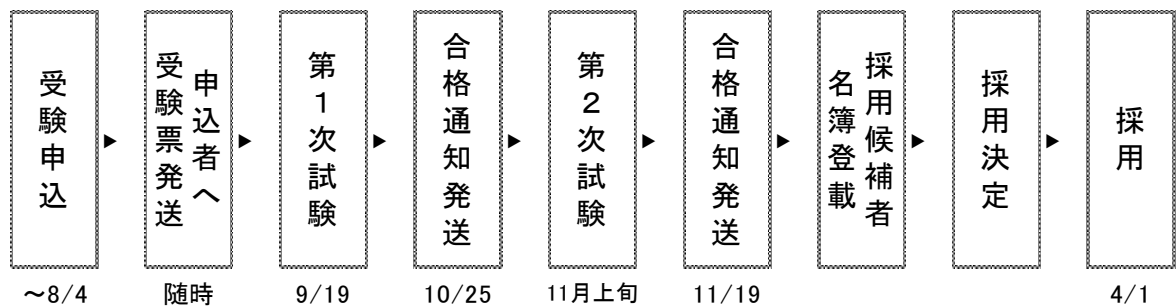 受験申込
▶
申込者へ
受験票発送
▶
第1次試験
▶
合格通知発送
▶
第2次試験
▶
合格通知発送
▶
採用候補者
名簿登載
▶
採用決定
▶
採用
～8/4
随時
9/19
10/25
11月上旬
11/19
4/1